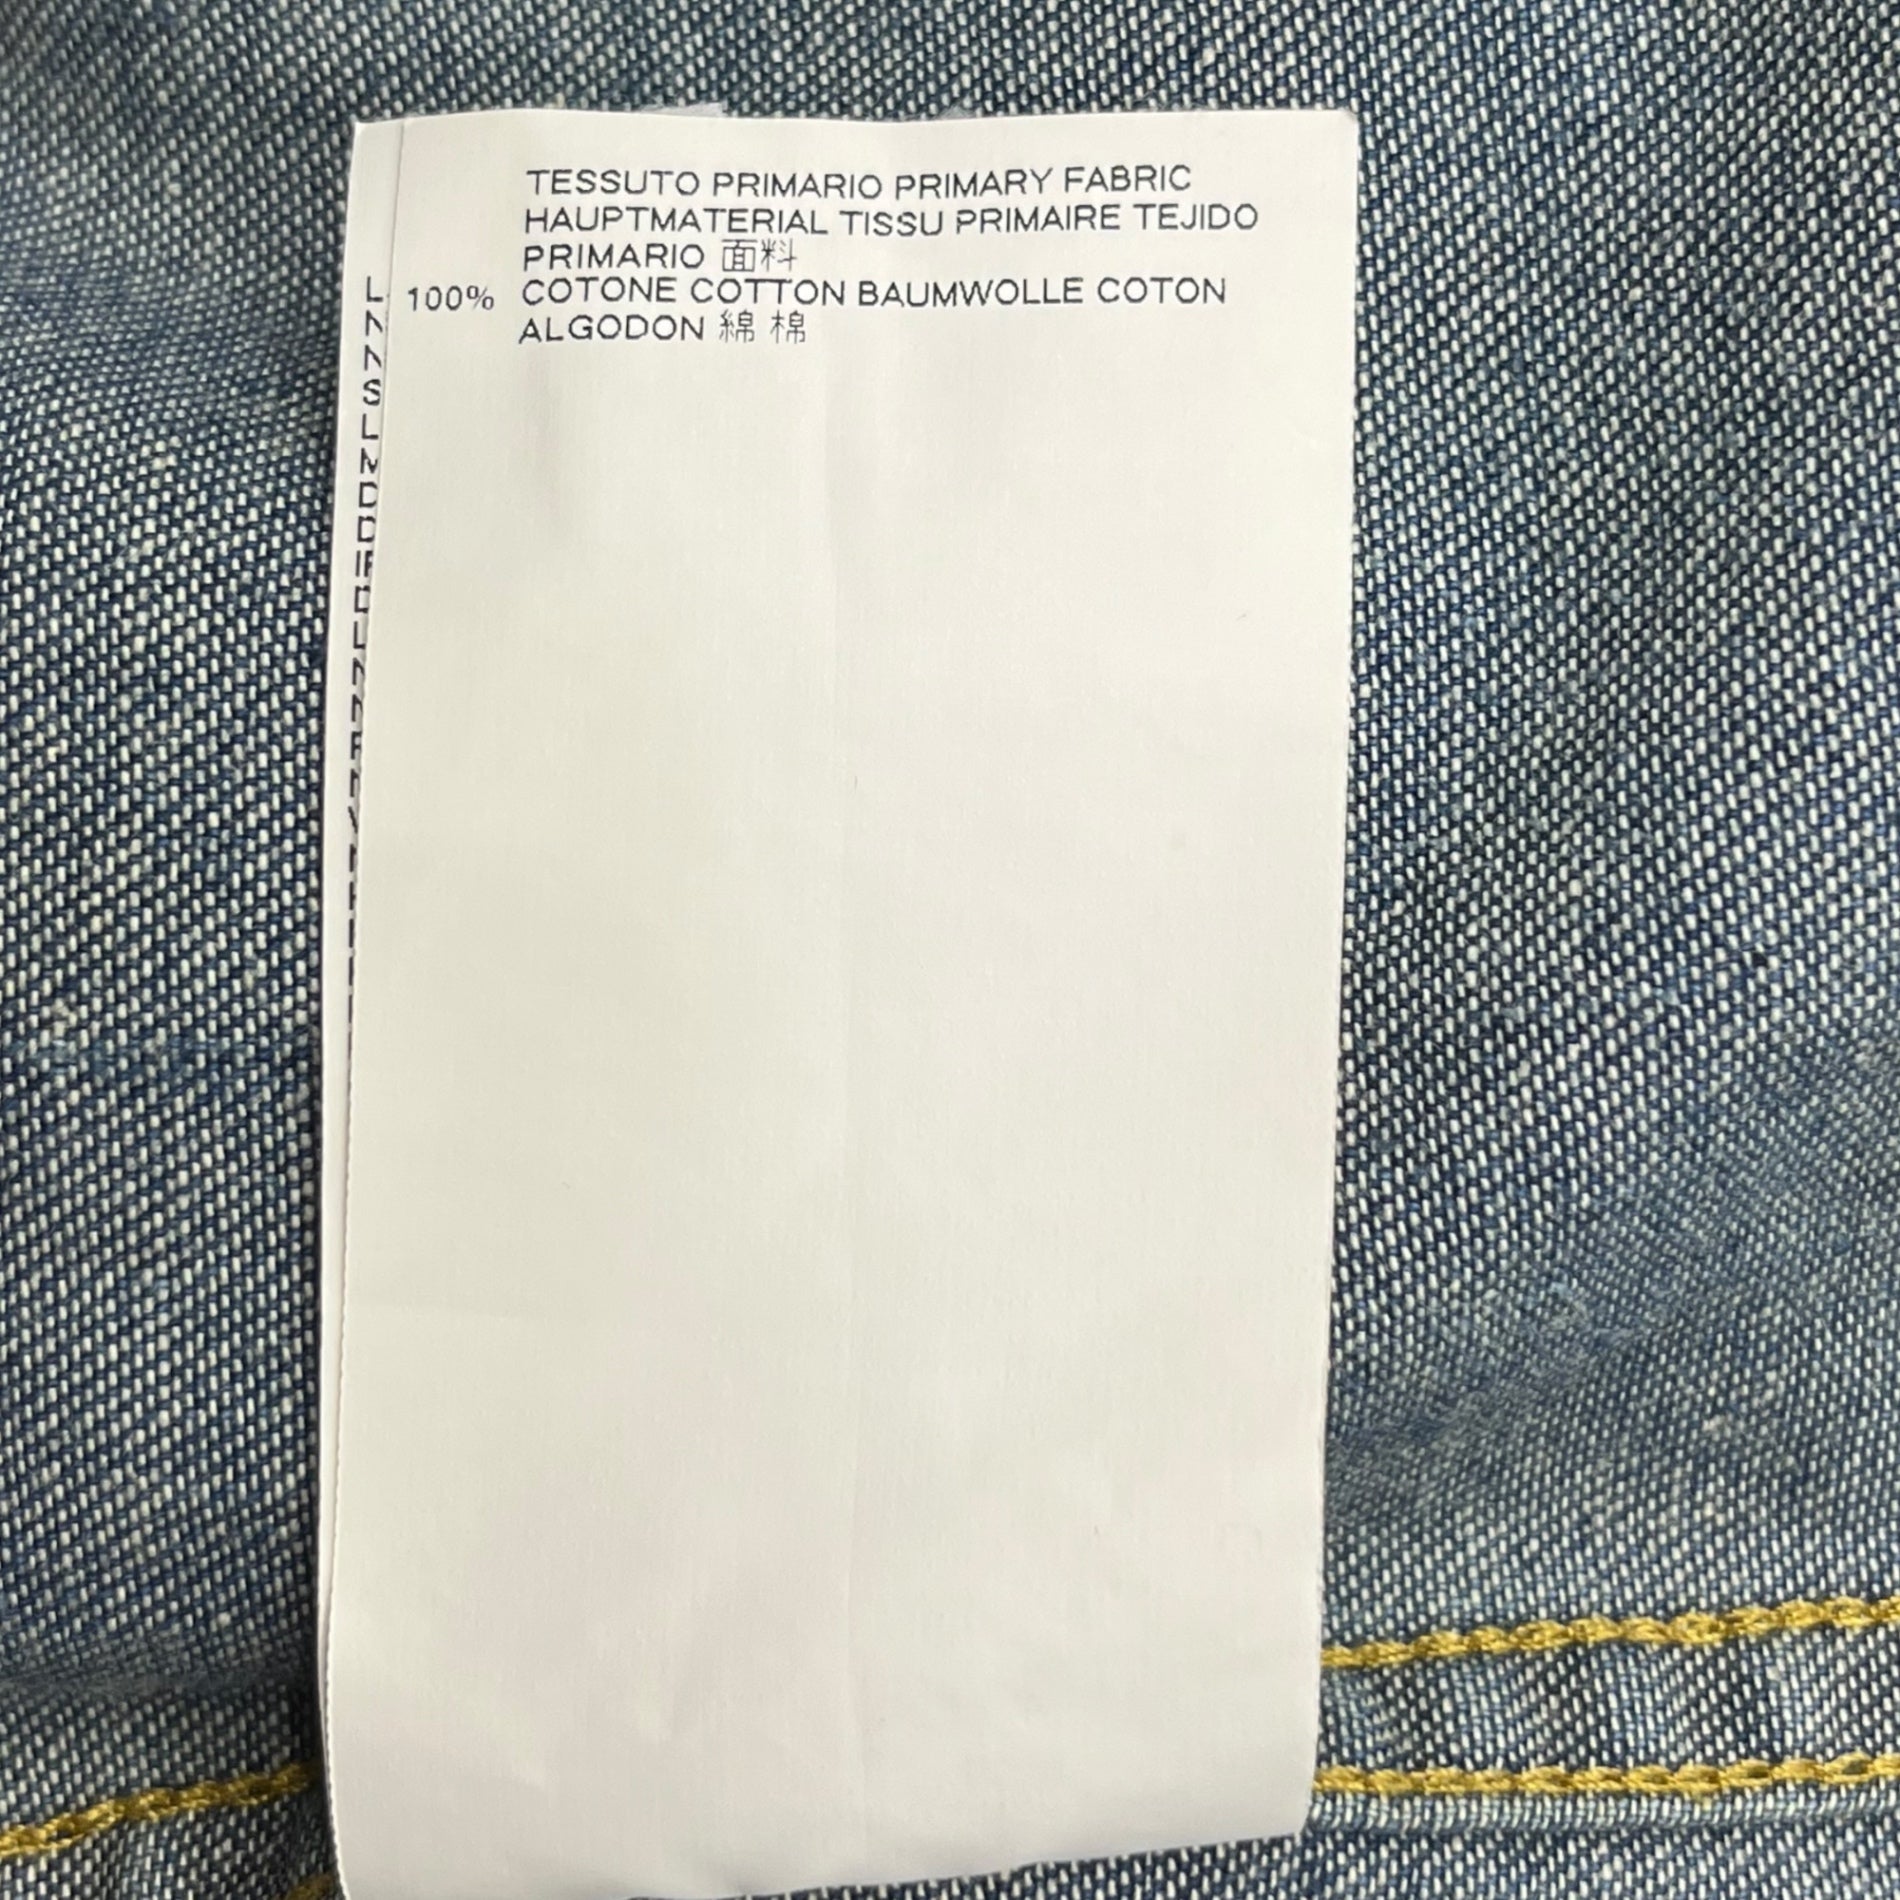 TESSUTO PRIMARIO PRIMARY FABRIC
HAUPTMATERIAL TISSU PRIMAIRE TEJIDO
PRIMARIO 面料
100% COTONE COTTON BAUMWOLLE COTON
ALGODON 綿 棉